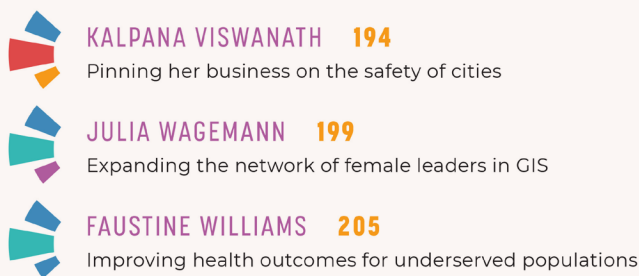 KALPANA VISWANATH 194
Pinning her business on the safety of cities
JULIA WAGEMANN 199
Expanding the network of female leaders in GIS
FAUSTINE WILLIAMS 205
Improving health outcomes for underserved populations